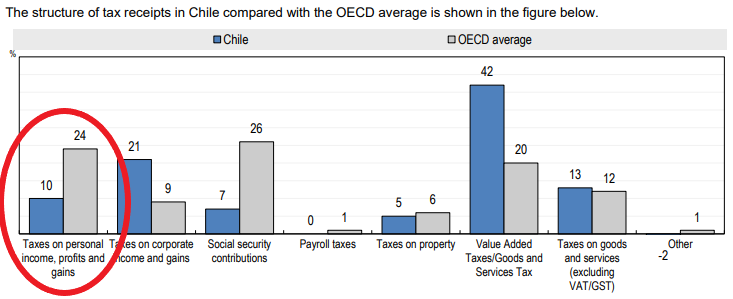 The structure of tax receipts in Chile compared with the OECD average is shown in the figure below.
Chile
OECD average
%
10
24
21
9
7
26
0
1
5
6
42
20
13
12
-2
1
Taxes on personal
income, profits and
gains
Taxes on corporate
income and gains
Social security
contributions
Payroll taxes
Taxes on property
Value Added
Taxes/Goods and
Services Tax
Taxes on goods
and services
(excluding
VAT/GST)
Other